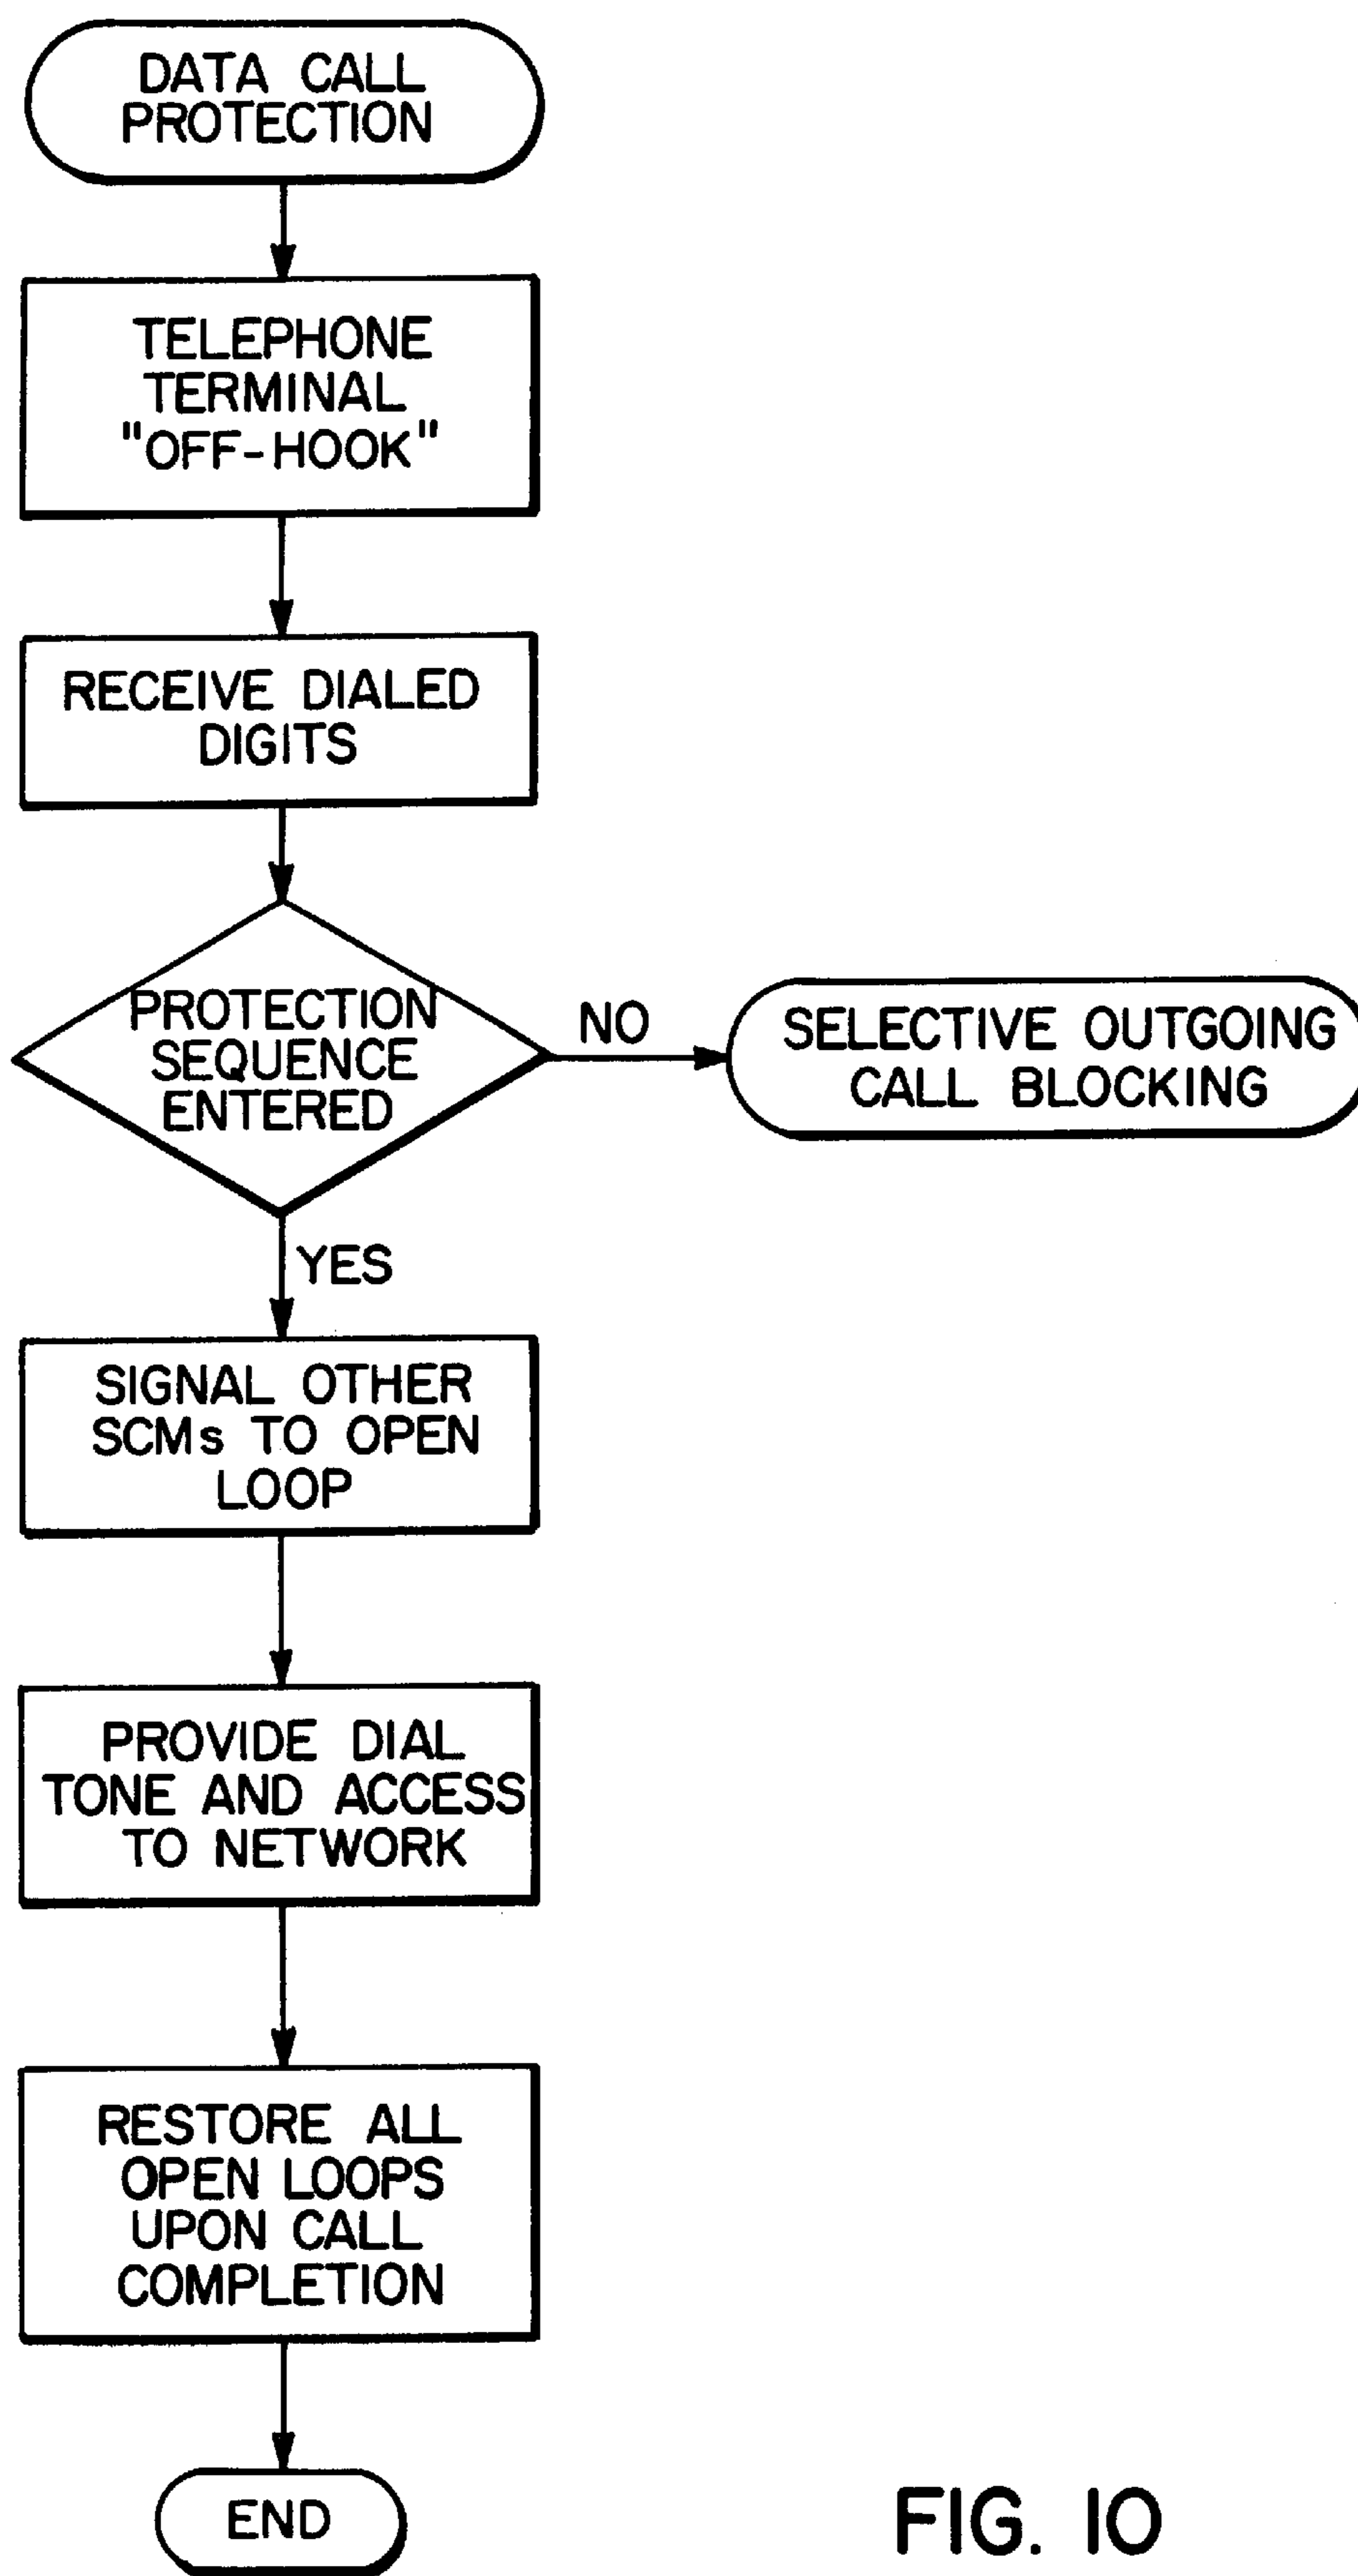 DATA CALL
PROTECTION
TELEPHONE
TERMINAL
"OFF-HOOK"
RECEIVE DIALED
DIGITS
PROTECTION
SEQUENCE
ENTERED
NO
SELECTIVE OUTGOING
CALL BLOCKING
YES
SIGNAL OTHER
SCMs TO OPEN
LOOP
PROVIDE DIAL
TONE AND ACCESS
TO NETWORK
RESTORE ALL
OPEN LOOPS
UPON CALL
COMPLETION
END
FIG. 10